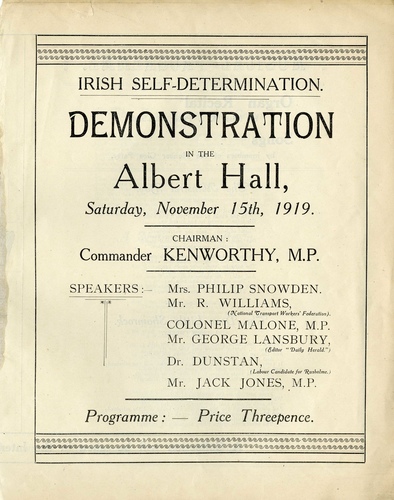 IRISH SELF-DETERMINATION.
DEMONSTRATION
IN THE
Albert Hall,
Saturday, November 15th, 1919.
CHAIRMAN:
Commander KENWORTHY, M.P.
SPEAKERS:— Mrs. PHILIP SNOWDEN.
Mr. R. WILLIAMS,
(National Transport Workers' Federation).
COLONEL MALONE, M.P.
Mr. GEORGE LANSBURY,
(Editor "Daily Herald.")
Dr. DUNSTAN,
(Labour Candidate for Rusholme.)
Mr. JACK JONES, M.P.
Programme: — Price Threepence.